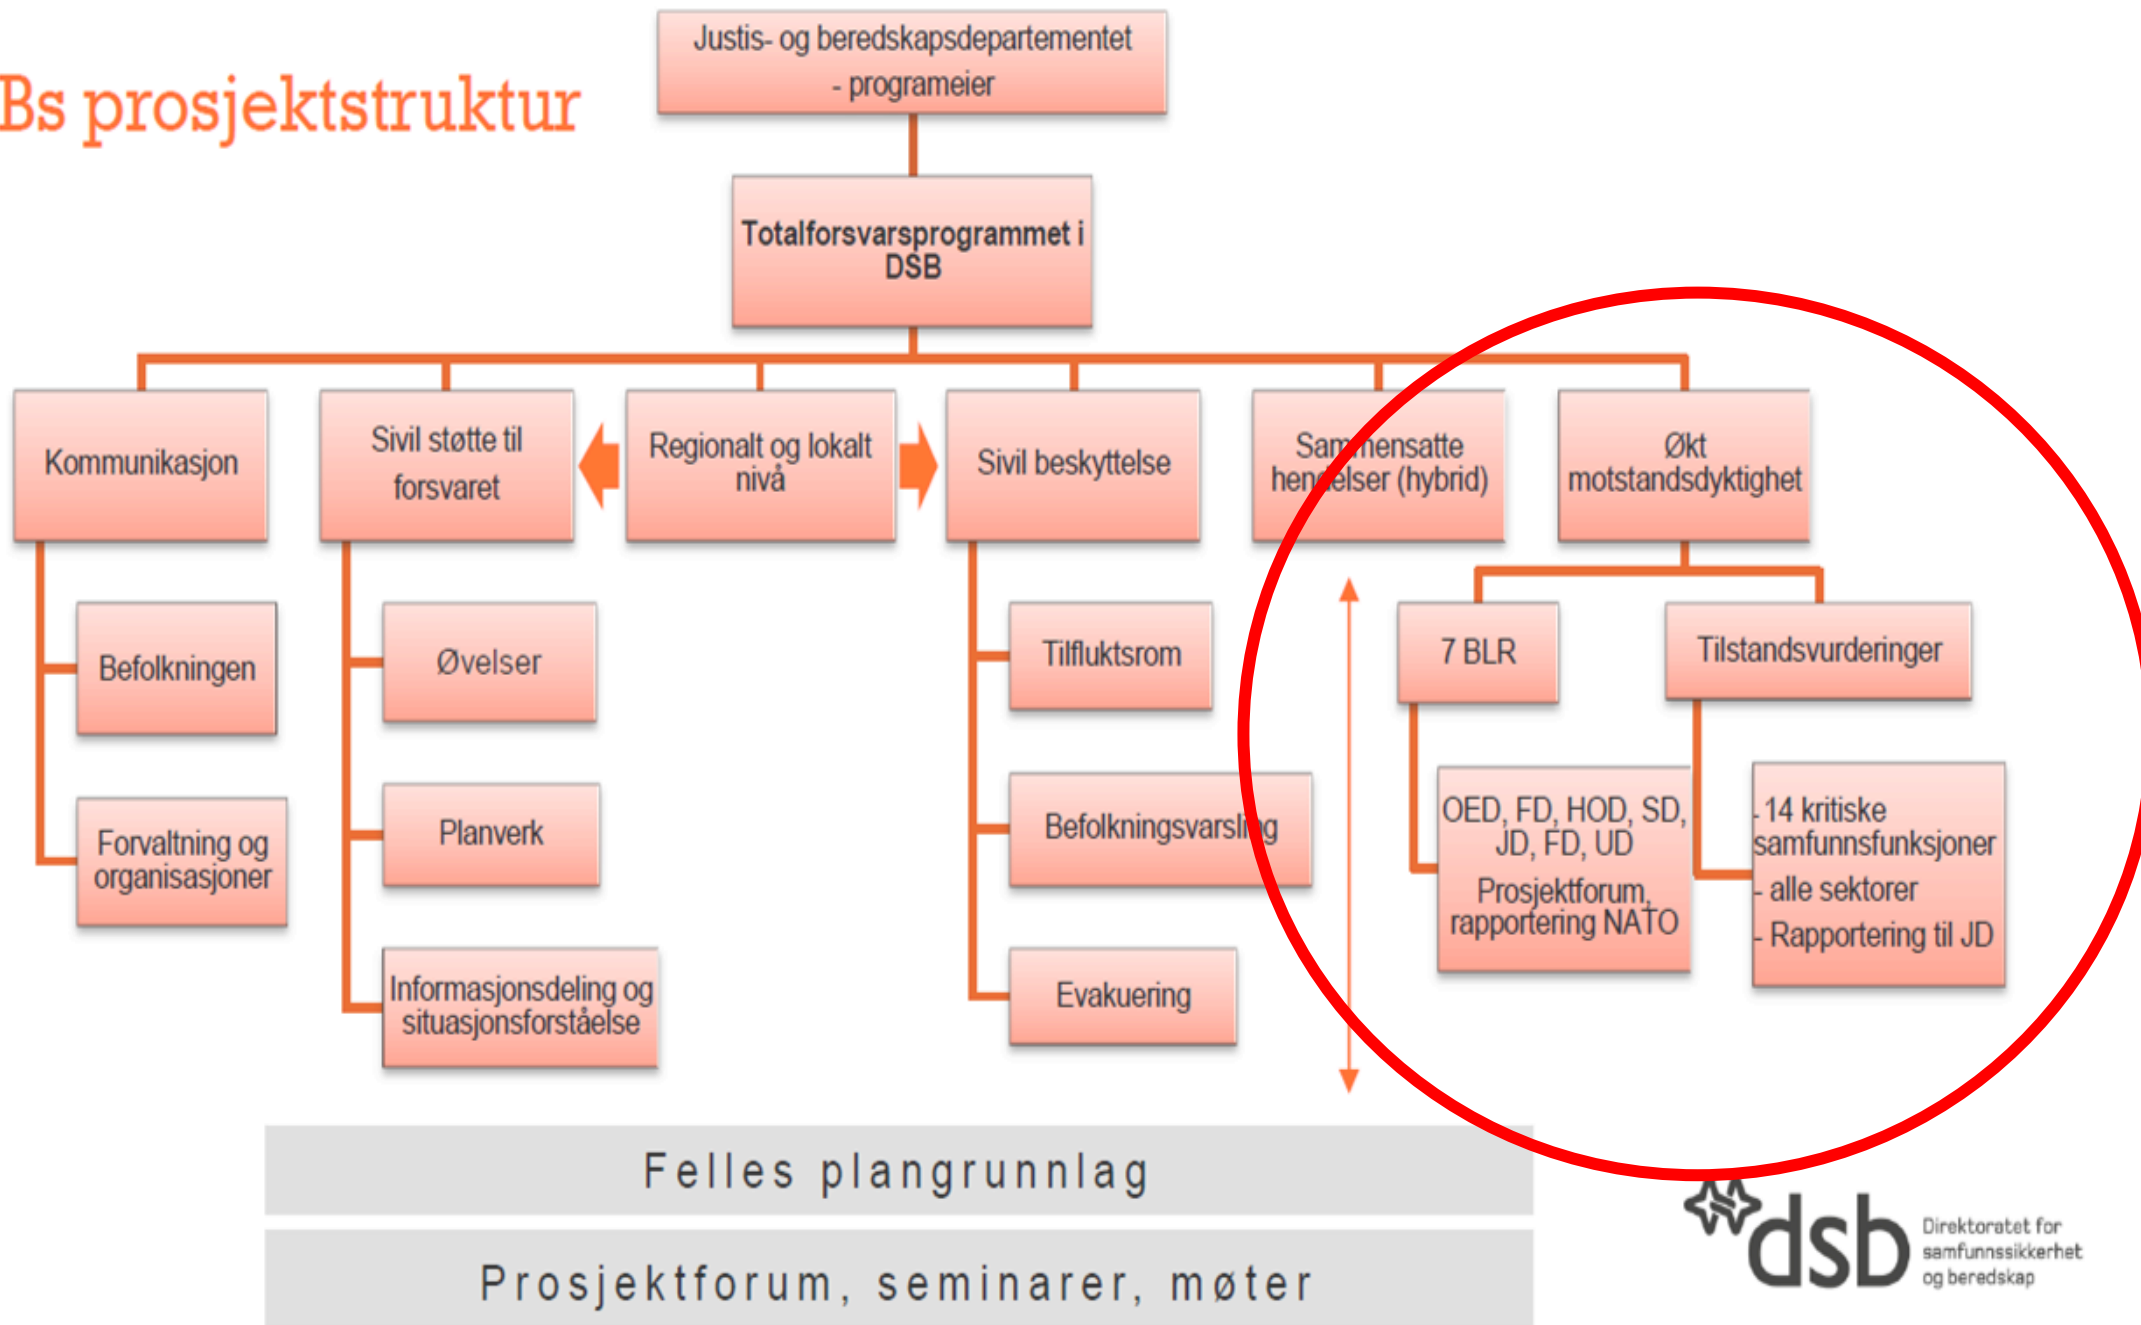 Bs prosjektstruktur
Justis- og beredskapsdepartementet
- programeier
Totalforsvarsprogrammet i
DSB
Kommunikasjon
Sivil støtte til
forsvaret
Regionalt og lokalt
nivå
Sivil beskyttelse
Sammensatte
hendelser (hybrid)
Økt
motstandsdyktighet
Befolkningen
Forvaltning og
organisasjoner
Øvelser
Planverk
Informasjonsdeling og
situasjonsforståelse
Tilfluktsrom
Befolkningsvarsling
Evakuering
7 BLR
Tilstandsvurderinger
OED, FD, HOD, SD,
JD, FD, UD
Prosjektforum,
rapportering NATO
- 14 kritiske
samfunnsfunksjoner
- alle sektorer
- Rapportering til JD
Felles plangrunnlag
Prosjektforum, seminarer, møter
dsb
Direktoratet for
samfunnssikkerhet
og beredskap